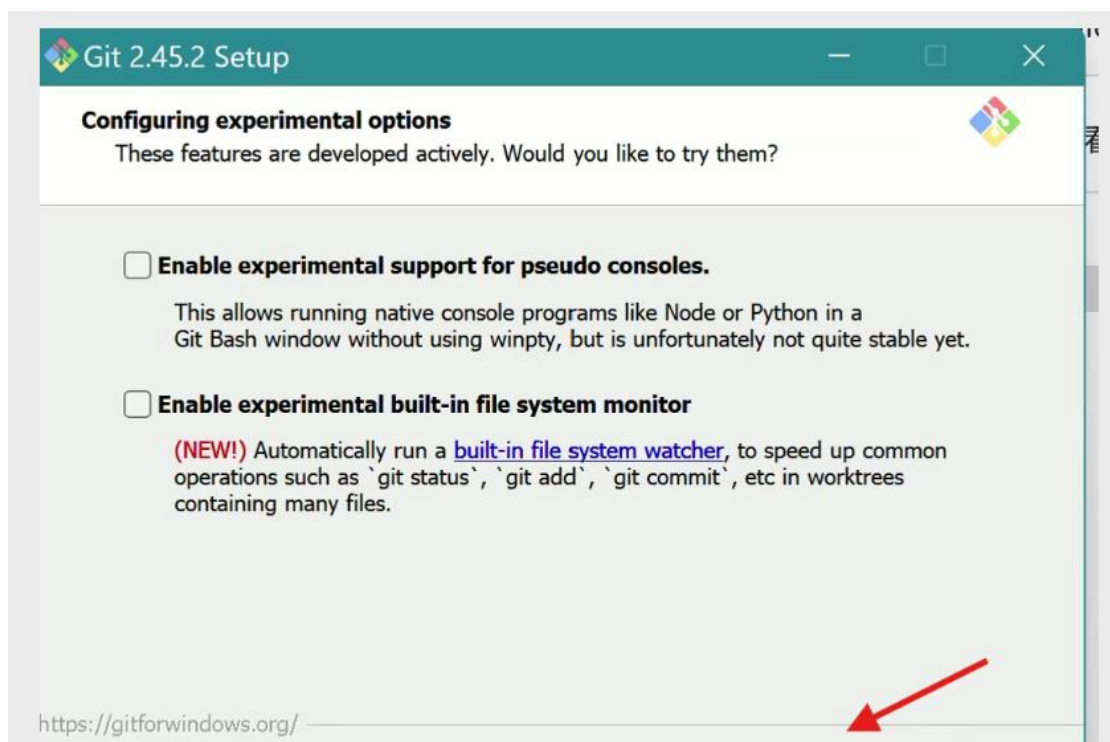 Git 2.45.2 Setup
Configuring experimental options
These features are developed actively. Would you like to try them?
Enable experimental support for pseudo consoles.
This allows running native console programs like Node or Python in a
Git Bash window without using winpty, but is unfortunately not quite stable yet.
Enable experimental built-in file system monitor
(NEW!) Automatically run a built-in file system watcher, to speed up common
operations such as `git status`, `git add`, `git commit`, etc in worktrees
containing many files.
https://gitforwindows.org/